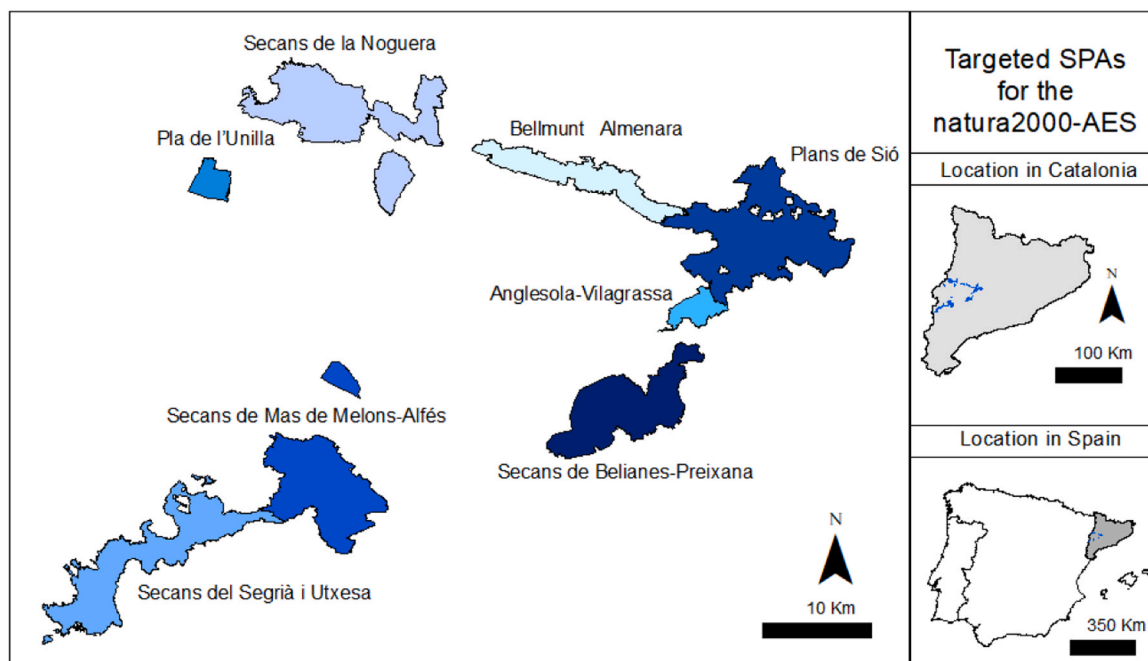 Secans de la Noguera
Pla de l'Unilla
Bellmunt Almenara
Plans de Sió
Anglesola-Vilagrassa
Secans de Mas de Melons-Alfés
Secans de Belianes-Preixana
Secans del Segrià i Utxesa
N
10 Km
Targeted SPAs
for the
natura2000-AES
Location in Catalonia
N
100 Km
Location in Spain
350 Km